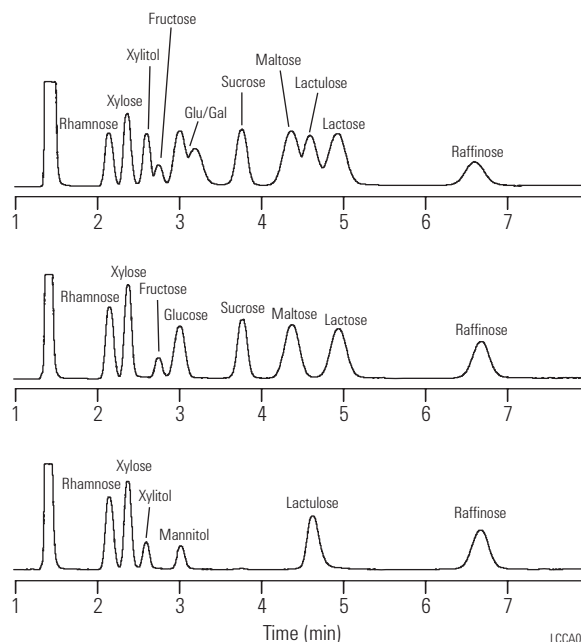 Fructose
Xylitol
Maltose
Xylose
Sucrose
Lactulose
Rhamnose
Glu/Gal
Lactose
Raffinose
1 2 3 4 5 6 7
Xylose
Rhamnose
Fructose
Glucose
Sucrose
Maltose
Lactose
Raffinose
1 2 3 4 5 6 7
Xylose
Rhamnose
Xylitol
Mannitol
Lactulose
Raffinose
1 2 3 4 5 6 7
Time (min)
LCCA0